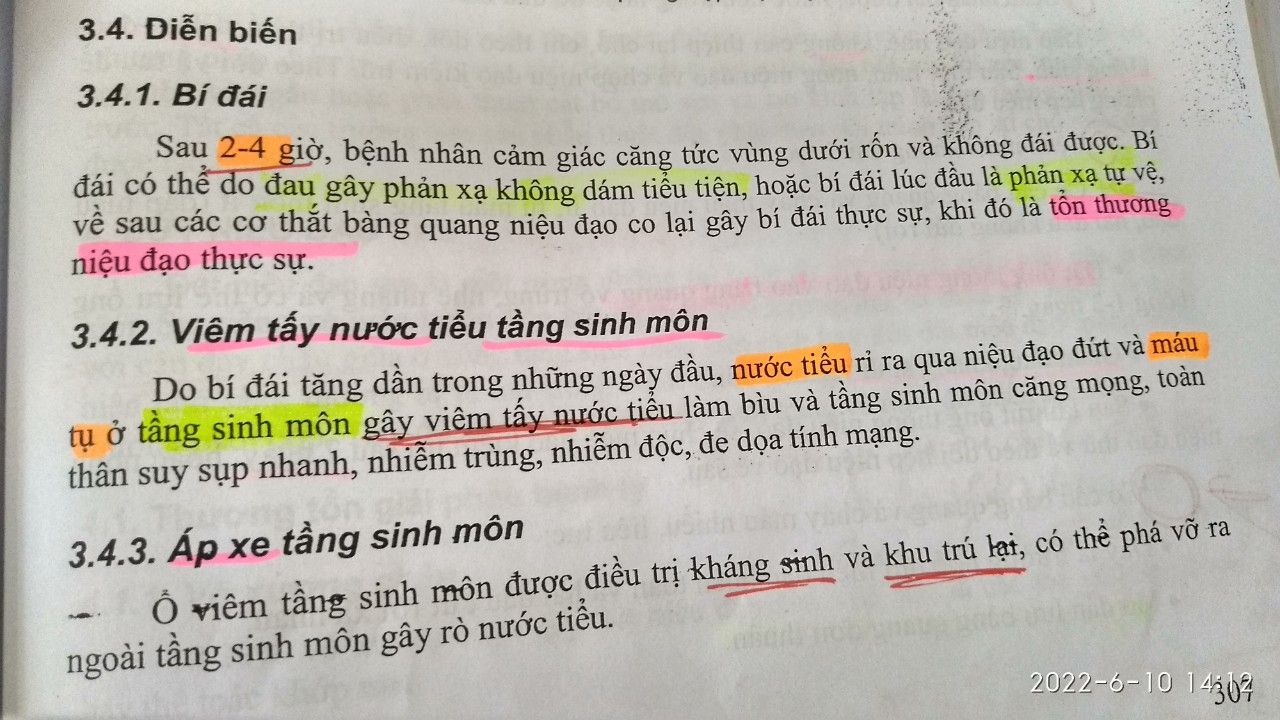 3.4. Diễn biến
3.4.1. Bí đái
Sau 2-4 giờ, bệnh nhân cảm giác căng tức vùng dưới rốn và không đái được. Bí
đái có thể do đau gây phản xạ không dám tiểu tiện, hoặc bí đái lúc đầu là phản xạ tự vệ,
về sau các cơ thắt bàng quang niệu đạo co lại gây bí đái thực sự, khi đó là tổn thương
niệu đạo thực sự.
3.4.2. Viêm tấy nước tiểu tầng sinh môn
Do bí đái tăng dần trong những ngày đầu, nước tiểu rỉ ra qua niệu đạo đứt và máu
tụ ở tầng sinh môn gây viêm tấy nước tiểu làm bìu và tầng sinh môn căng mọng, toàn
thân suy sụp nhanh, nhiễm trùng, nhiễm độc, đe dọa tính mạng.
3.4.3. Áp xe tầng sinh môn
Ổ viêm tầng sinh môn được điều trị kháng sinh và khu trú lại, có thể phá vỡ ra
ngoài tầng sinh môn gây rò nước tiểu.
2022-6-10 14:12
307